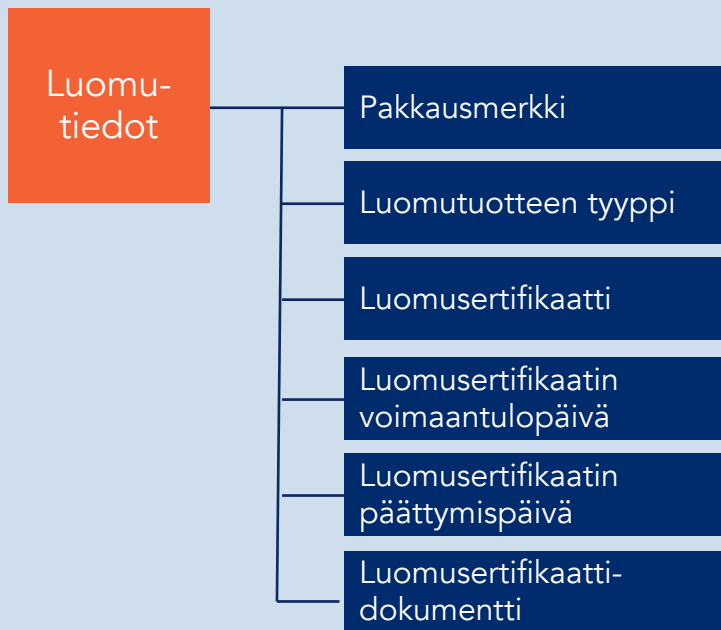 Luomu-
tiedot
Pakkausmerkki
Luomutuotteen tyyppi
Luomusertifikaatti
Luomusertifikaatin
voimaantulopäivä
Luomusertifikaatin
päättymispäivä
Luomusertifikaatti-
dokumentti